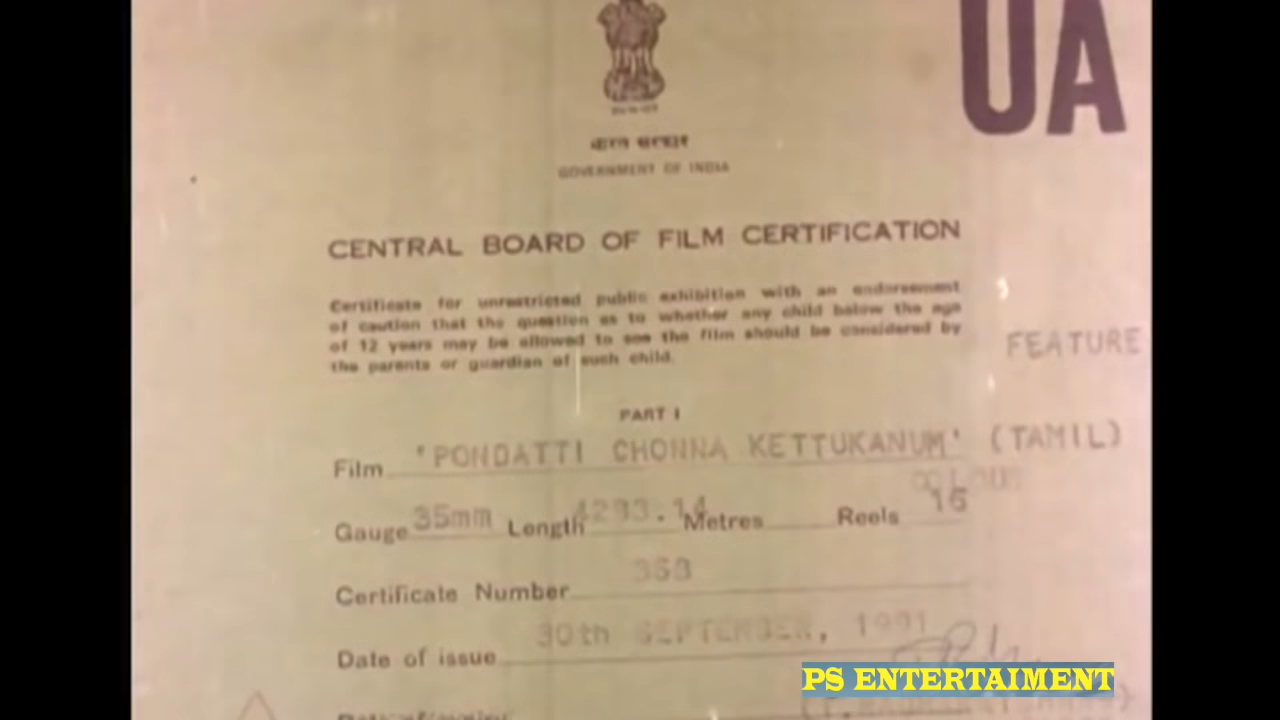 UA
भारत सरकार
GOVERNMENT OF INDIA
CENTRAL BOARD OF FILM CERTIFICATION
Certificate for unrestricted public exhibition with an endorsement
of caution that the question as to whether any child below the age
of 12 years may be allowed to see the film should be considered by
the parents or guardian of such child.
FEATURE
PART I
Film 'PONDATTI CHONNA KETTUKANUM' (TAMIL)
COLOUR
Gauge 35mm Length 4293.14 Metres Reels 16
Certificate Number
Date of issue 30th SEPTEMBER, 1991
PS ENTERTAIMENT